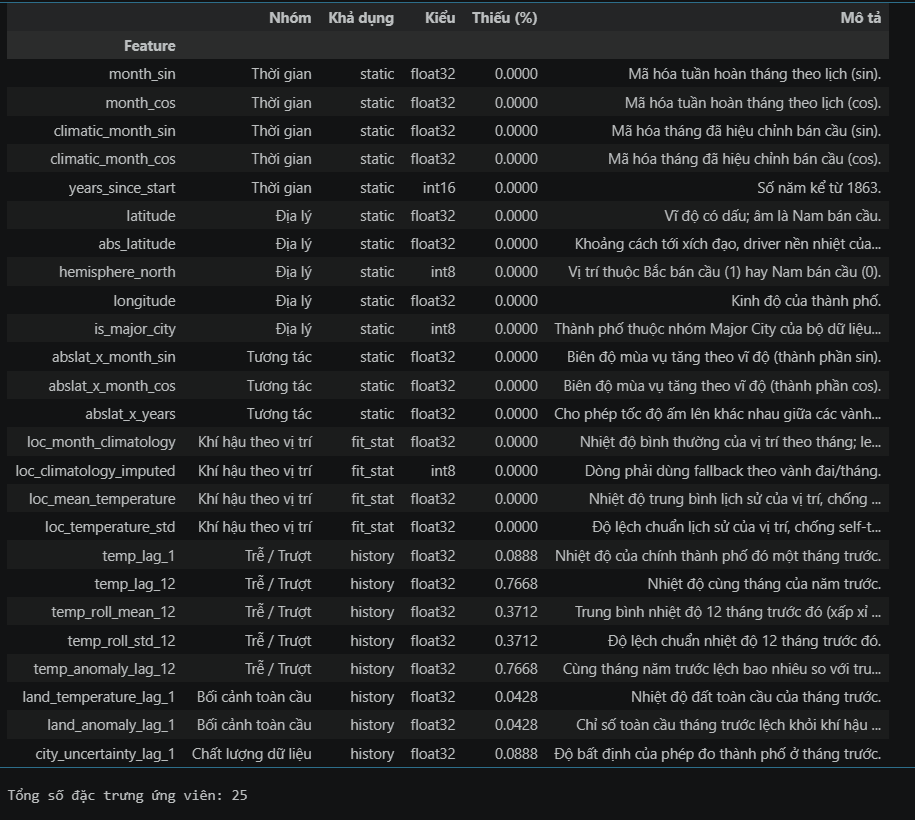 Nhóm Khả dụng Kiểu Thiếu (%) Mô tả
Feature
month_sin Thời gian static float32 0.0000 Mã hóa tuần hoàn tháng theo lịch (sin).
month_cos Thời gian static float32 0.0000 Mã hóa tuần hoàn tháng theo lịch (cos).
climatic_month_sin Thời gian static float32 0.0000 Mã hóa tháng đã hiệu chỉnh bán cầu (sin).
climatic_month_cos Thời gian static float32 0.0000 Mã hóa tháng đã hiệu chỉnh bán cầu (cos).
years_since_start Thời gian static int16 0.0000 Số năm kể từ 1863.
latitude Địa lý static float32 0.0000 Vĩ độ có dấu; âm là Nam bán cầu.
abs_latitude Địa lý static float32 0.0000 Khoảng cách tới xích đạo, driver nền nhiệt của...
hemisphere_north Địa lý static int8 0.0000 Vị trí thuộc Bắc bán cầu (1) hay Nam bán cầu (0).
longitude Địa lý static float32 0.0000 Kinh độ của thành phố.
is_major_city Địa lý static int8 0.0000 Thành phố thuộc nhóm Major City của bộ dữ liệu...
abslat_x_month_sin Tương tác static float32 0.0000 Biên độ mùa vụ tăng theo vĩ độ (thành phần sin).
abslat_x_month_cos Tương tác static float32 0.0000 Biên độ mùa vụ tăng theo vĩ độ (thành phần cos).
abslat_x_years Tương tác static float32 0.0000 Cho phép tốc độ ấm lên khác nhau giữa các vành...
loc_month_climatology Khí hậu theo vị trí fit_stat float32 0.0000 Nhiệt độ bình thường của vị trí theo tháng; le...
loc_climatology_imputed Khí hậu theo vị trí fit_stat int8 0.0000 Dòng phải dùng fallback theo vành đai/tháng.
loc_mean_temperature Khí hậu theo vị trí fit_stat float32 0.0000 Nhiệt độ trung bình lịch sử của vị trí, chống ...
loc_temperature_std Khí hậu theo vị trí fit_stat float32 0.0000 Độ lệch chuẩn lịch sử của vị trí, chống self-t...
temp_lag_1 Trễ / Trượt history float32 0.0888 Nhiệt độ của chính thành phố đó một tháng trước.
temp_lag_12 Trễ / Trượt history float32 0.7668 Nhiệt độ cùng tháng của năm trước.
temp_roll_mean_12 Trễ / Trượt history float32 0.3712 Trung bình nhiệt độ 12 tháng trước đó (xấp xỉ ...
temp_roll_std_12 Trễ / Trượt history float32 0.3712 Độ lệch chuẩn nhiệt độ 12 tháng trước đó.
temp_anomaly_lag_12 Trễ / Trượt history float32 0.7668 Cùng tháng năm trước lệch bao nhiêu so với tru...
land_temperature_lag_1 Bối cảnh toàn cầu history float32 0.0428 Nhiệt độ đất toàn cầu của tháng trước.
land_anomaly_lag_1 Bối cảnh toàn cầu history float32 0.0428 Chỉ số toàn cầu tháng trước lệch khỏi khí hậu ...
city_uncertainty_lag_1 Chất lượng dữ liệu history float32 0.0888 Độ bất định của phép đo thành phố ở tháng trước.
Tổng số đặc trưng ứng viên: 25